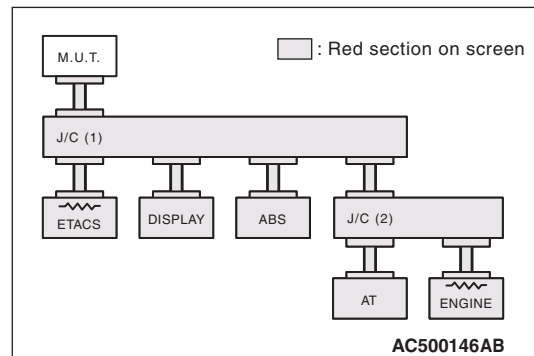 M.U.T.
: Red section on screen
J/C (1)
ETACS
DISPLAY
ABS
J/C (2)
AT
ENGINE
AC500146AB